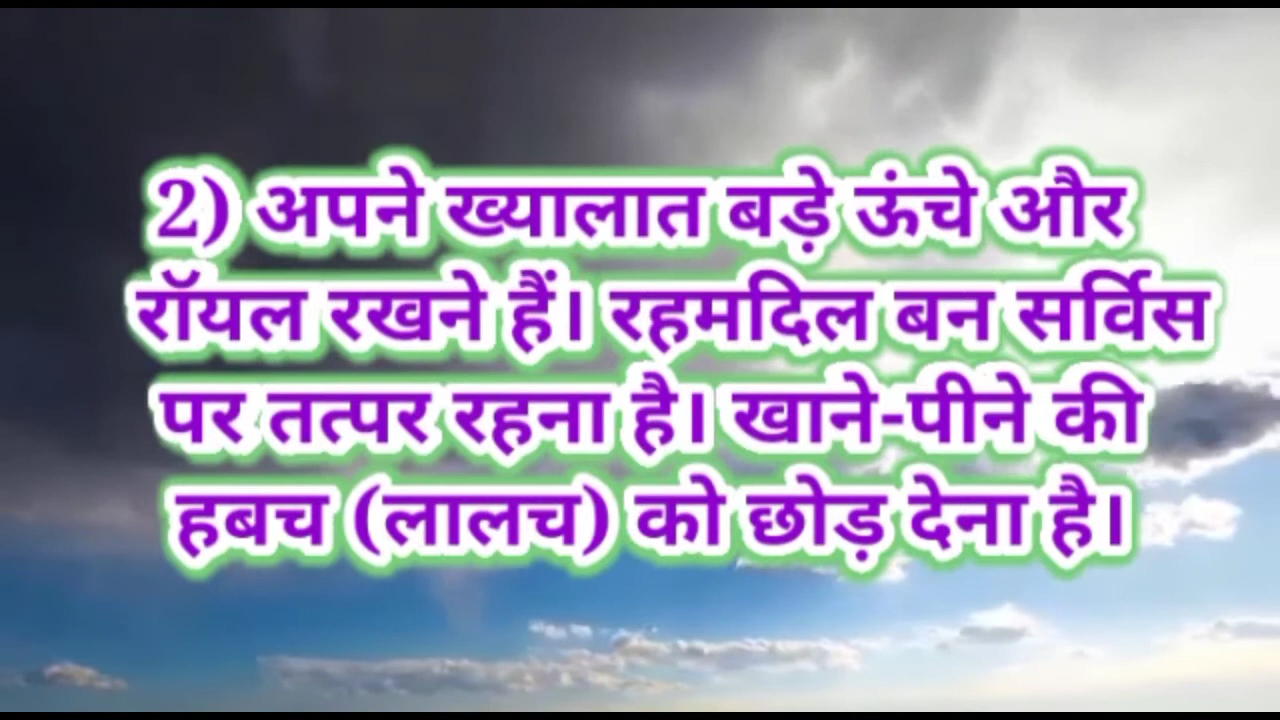 2) अपने ख्यालात बड़े ऊंचे और
रॉयल रखने हैं। रहमदिल बन सर्विस
पर तत्पर रहना है। खाने-पीने की
हबच (लालच) को छोड़ देना है।